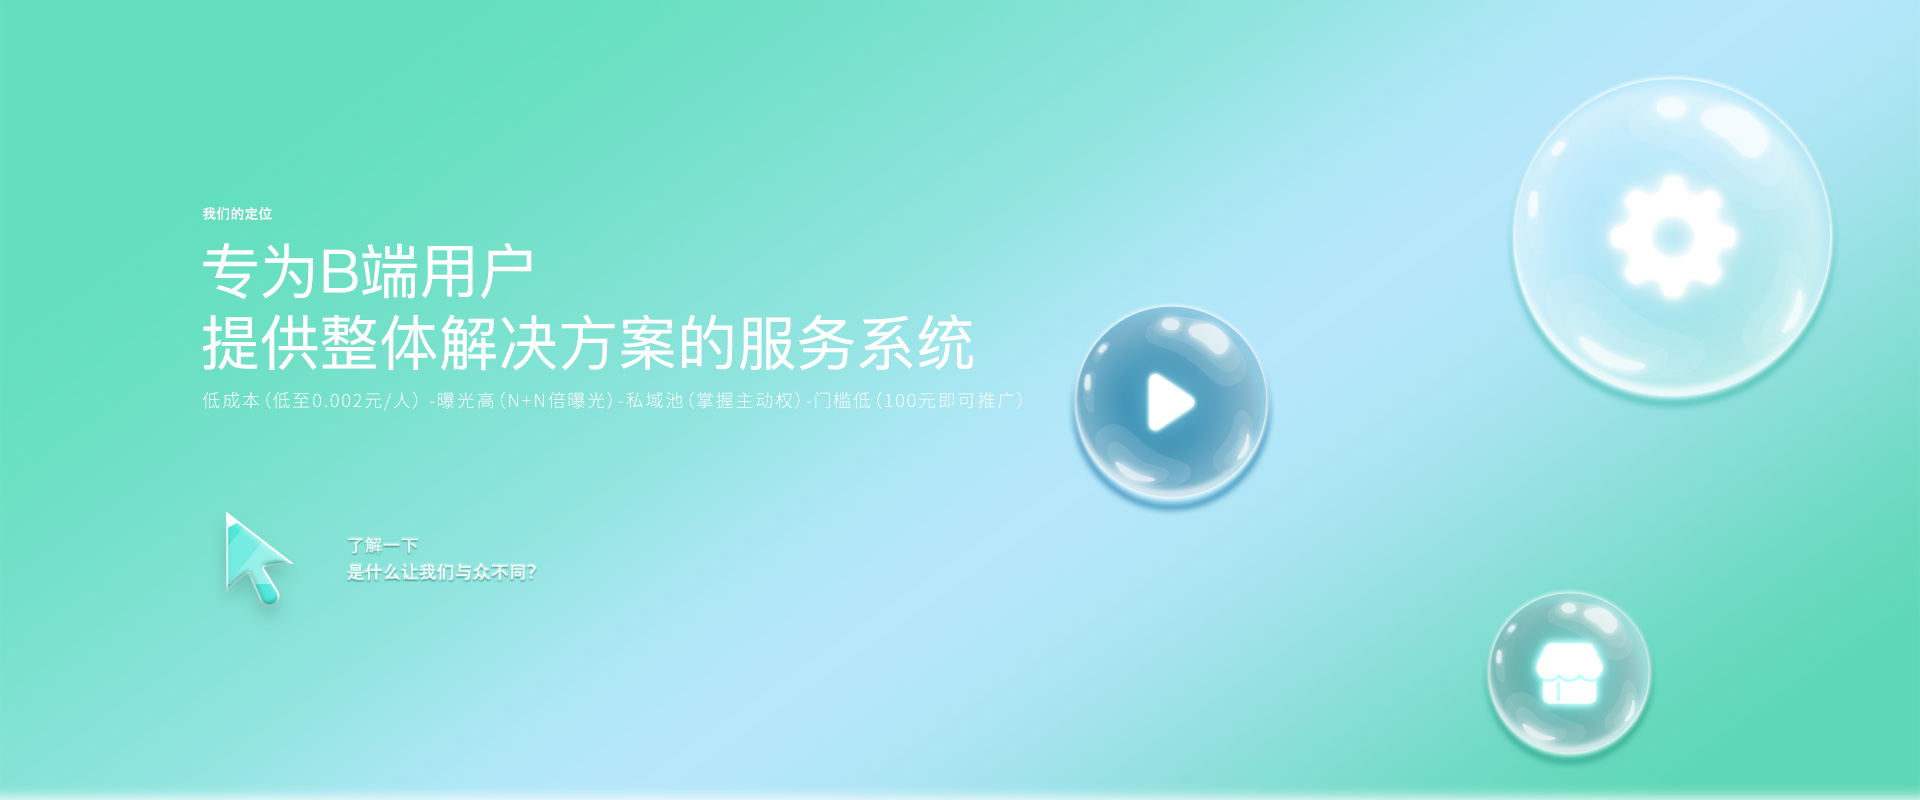 我们的定位
专为B端用户
提供整体解决方案的服务系统
低成本(低至0.002元/人) -曝光高(N+N倍曝光)-私域池(掌握主动权)-门槛低(100元即可推广)
了解一下
是什么让我们与众不同?